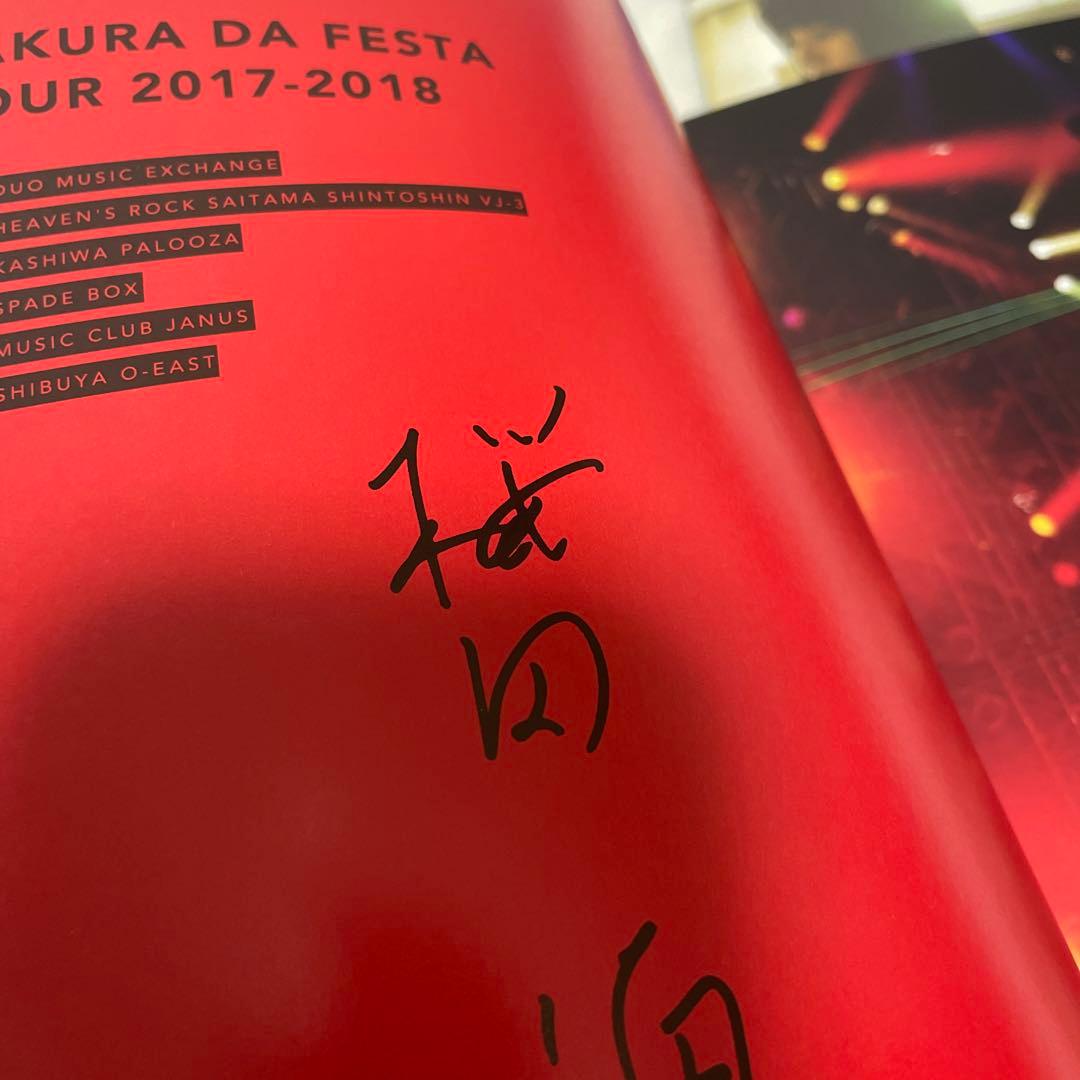 AKURA DA FESTA
OUR 2017-2018
DUO MUSIC EXCHANGE
HEAVEN'S ROCK SAITAMA SHINTOSHIN VJ-3
KASHIWA PALOOZA
SPADE BOX
MUSIC CLUB JANUS
SHIBUYA O-EAST
桜
田